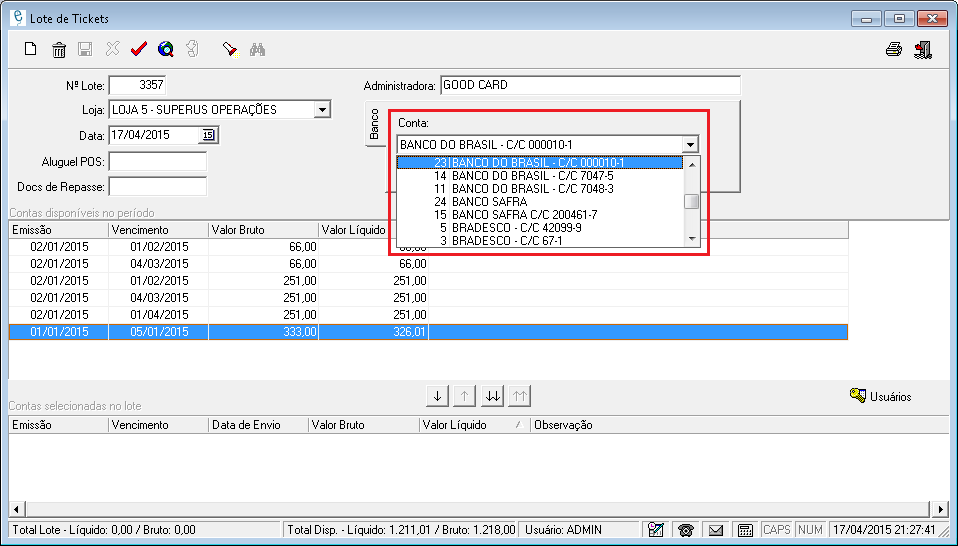 Lote de Tickets
Nº Lote: 3357
Administradora: GOOD CARD
Loja: LOJA 5 - SUPERUS OPERAÇÕES
Data: 17/04/2015 15
Aluguel POS:
Docs de Repasse:
Banco
Conta:
BANCO DO BRASIL - C/C 000010-1
23 BANCO DO BRASIL - C/C 000010-1
14 BANCO DO BRASIL - C/C 7047-5
11 BANCO DO BRASIL - C/C 7048-3
24 BANCO SAFRA
15 BANCO SAFRA C/C 200461-7
5 BRADESCO - C/C 42099-9
3 BRADESCO - C/C 67-1
Contas disponíveis no período
Emissão Vencimento Valor Bruto Valor Líquido
02/01/2015 01/02/2015 66,00 66,00
02/01/2015 04/03/2015 66,00 66,00
02/01/2015 01/02/2015 251,00 251,00
02/01/2015 04/03/2015 251,00 251,00
02/01/2015 01/04/2015 251,00 251,00
01/01/2015 05/01/2015 333,00 326,01
Usuários
Contas selecionadas no lote
Emissão Vencimento Data de Envio Valor Bruto Valor Líquido Observação
Total Lote - Líquido: 0,00 / Bruto: 0,00 Total Disp. - Líquido: 1.211,01 / Bruto: 1.218,00 Usuário: ADMIN CAPS NUM 17/04/2015 21:27:41